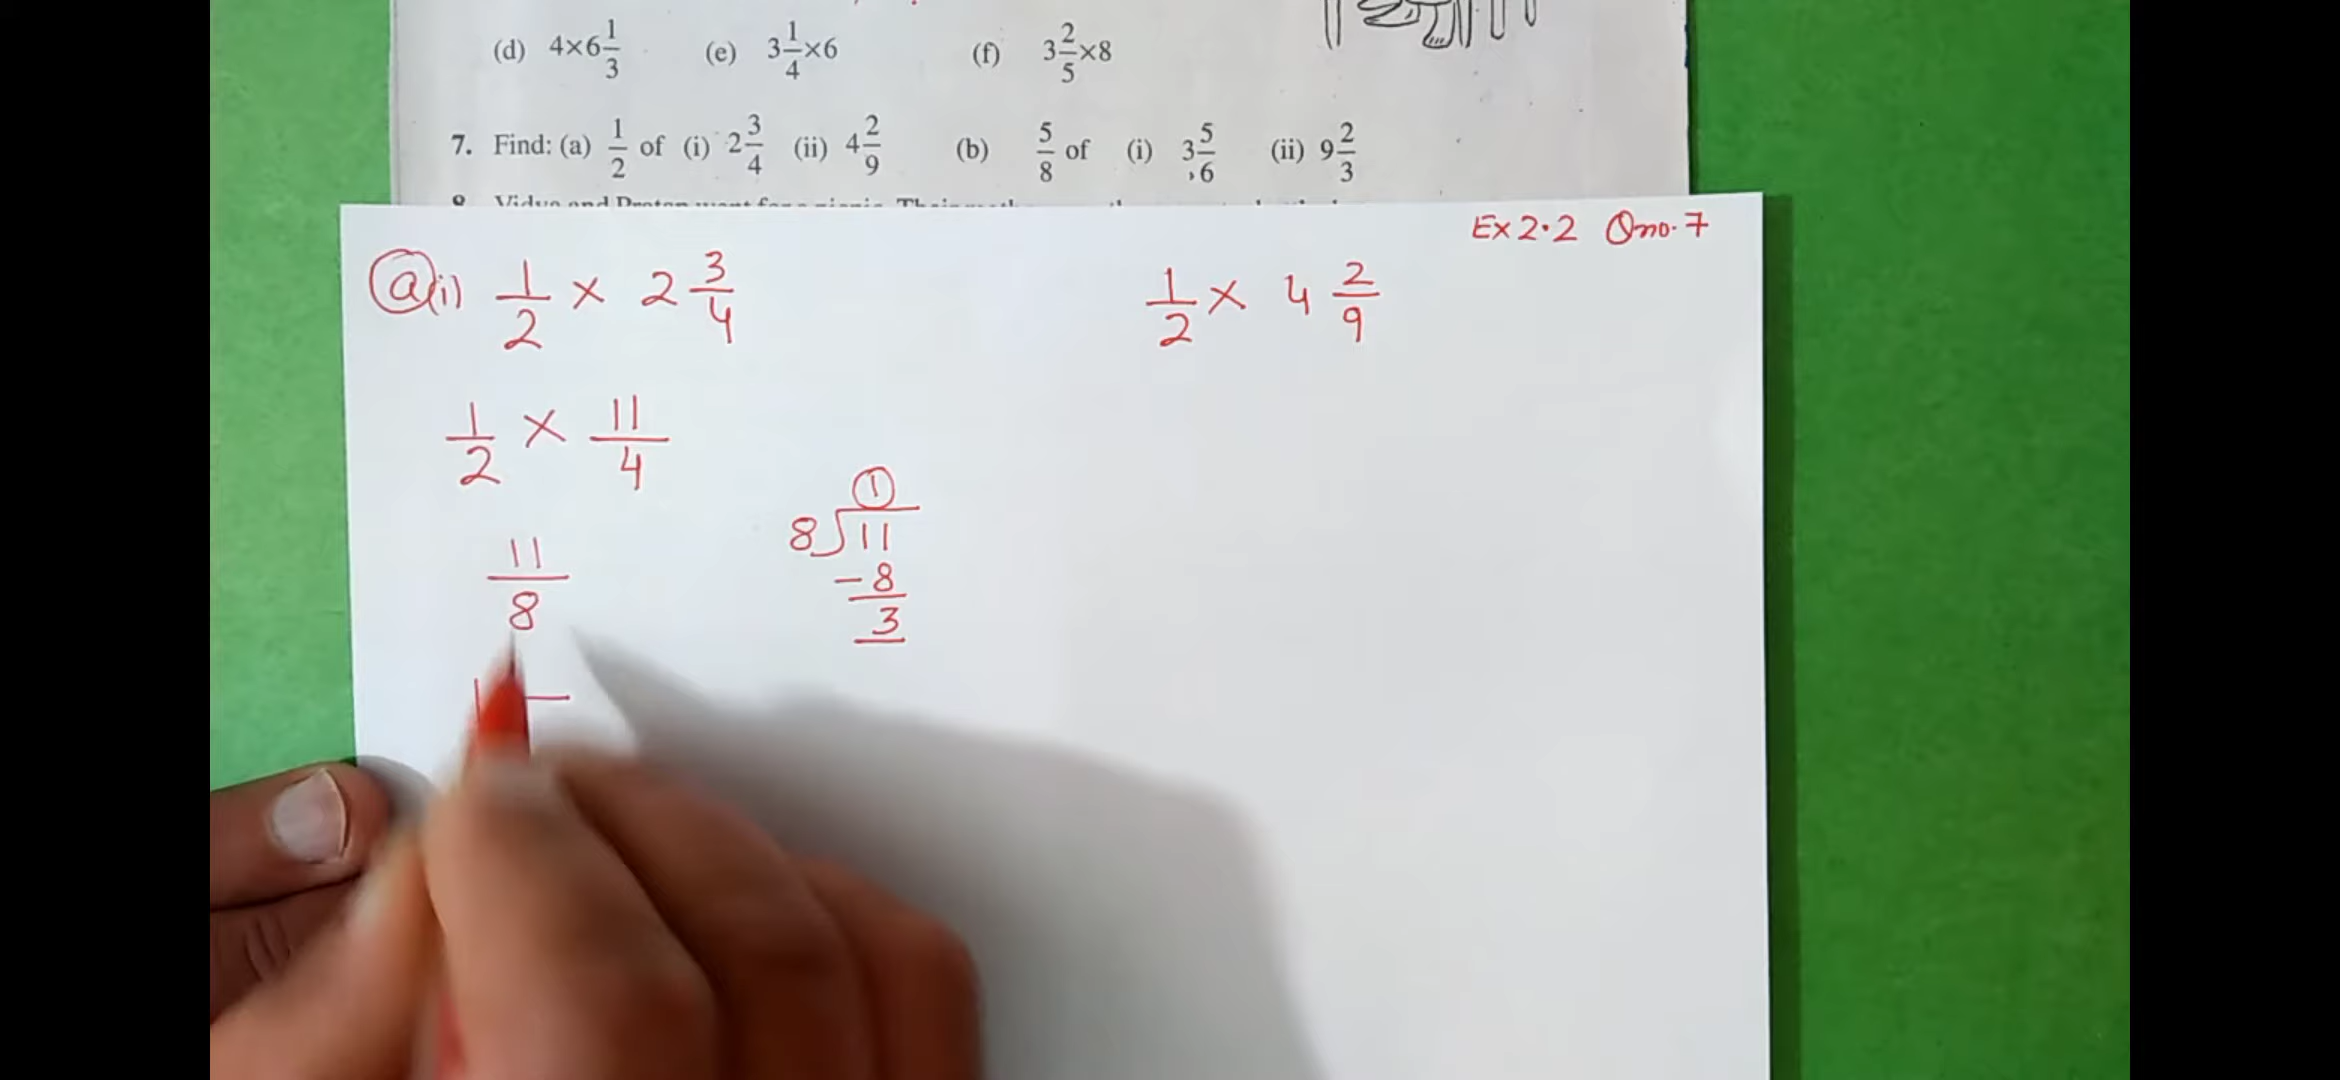 (d) 4×6 1/3 (e) 3 1/4 ×6 (f) 3 2/5 ×8
7. Find: (a) 1/2 of (i) 2 3/4 (ii) 4 2/9 (b) 5/8 of (i) 3 5/6 (ii) 9 2/3
Ex 2.2 Qno. 7
a (i) 1/2 × 2 3/4
1/2 × 11/4
11/8
1
8 11
-8
3
1/2 × 4 2/9